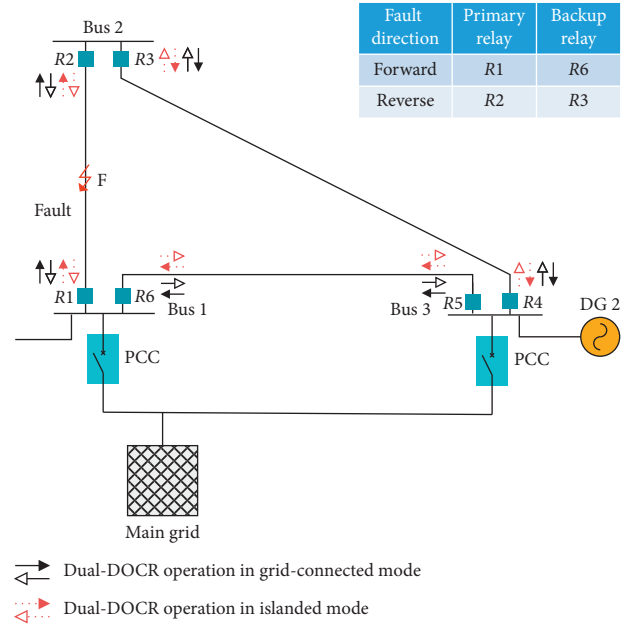 Bus 2
R2
R3
Fault direction
Primary relay
Backup relay
Forward
R1
R6
Reverse
R2
R3
F
Fault
R1
R6
Bus 1
Bus 3
R5
R4
DG 2
PCC
PCC
Main grid
Dual-DOCR operation in grid-connected mode
Dual-DOCR operation in islanded mode